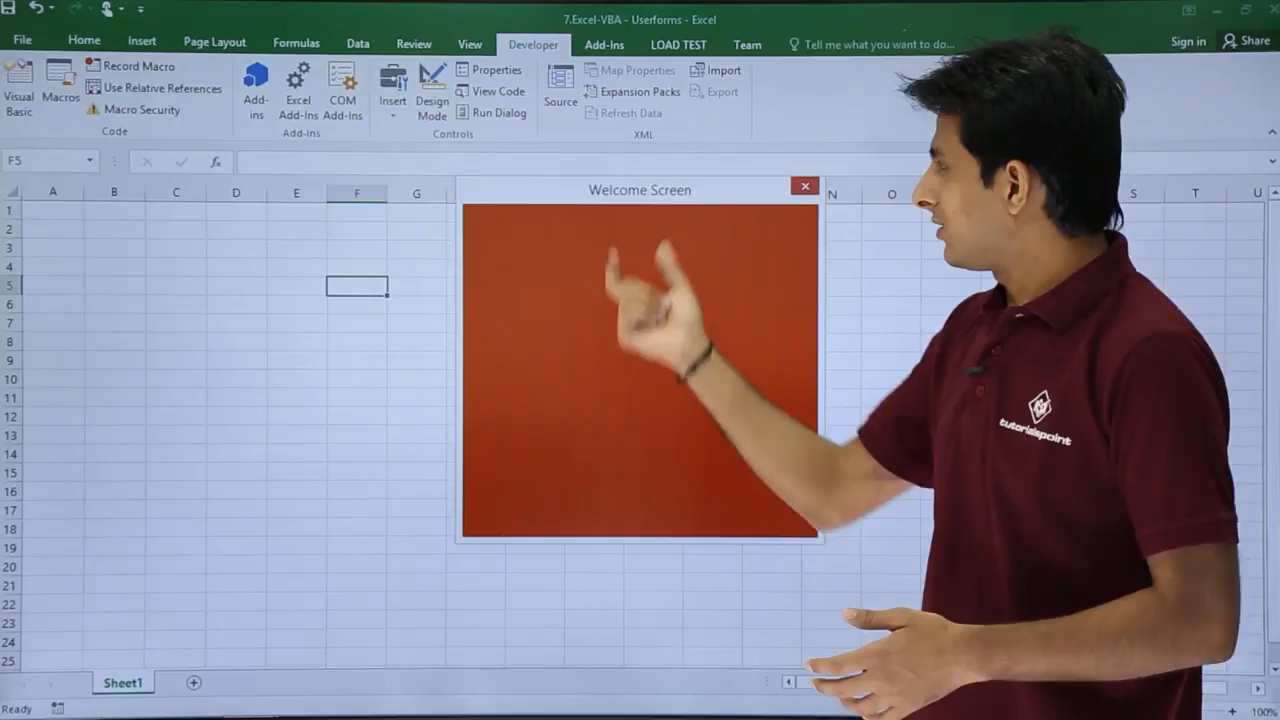 7.Excel-VBA - Userforms - Excel
File Home Insert Page Layout Formulas Data Review View Developer Add-Ins LOAD TEST Team Tell me what you want to do... Sign in Share
Visual Basic
Macros
Record Macro
Use Relative References
Macro Security
Code
Add-ins
Excel Add-Ins
COM Add-Ins
Add-Ins
Insert
Design Mode
Properties
View Code
Run Dialog
Controls
Source
Map Properties
Expansion Packs
Refresh Data
Import
Export
XML
F5 fx
A B C D E F G N O S T U
Welcome Screen
1
2
3
4
5
6
7
8
9
10
11
12
13
14
15
16
17
18
19
20
21
22
23
24
25
tutorialspoint
Sheet1
Ready 100%